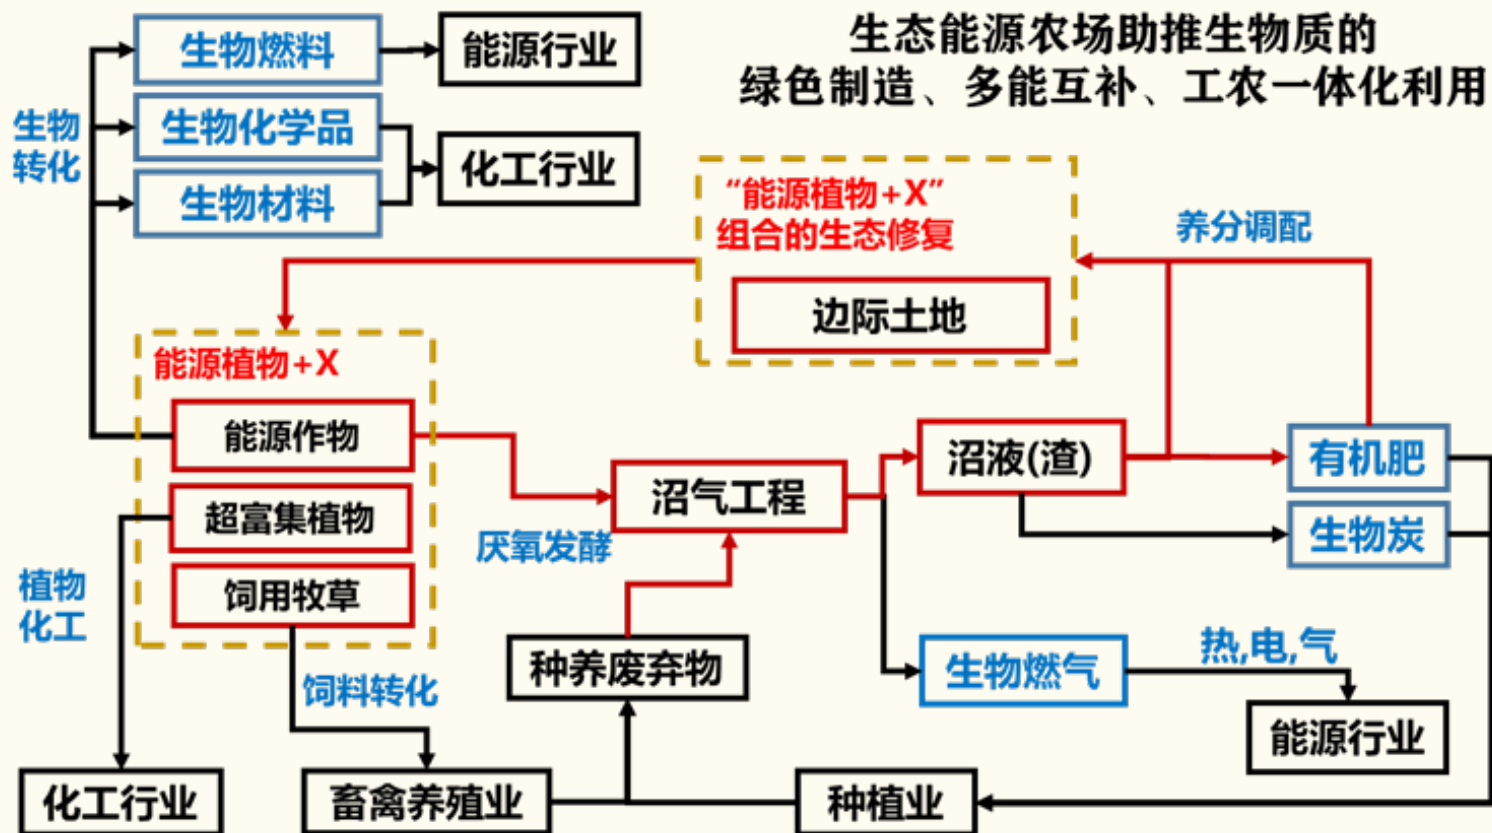 生态能源农场助推生物质的
绿色制造、多能互补、工农一体化利用
生物燃料
能源行业
生物
转化
生物化学品
化工行业
生物材料
“能源植物+X”
组合的生态修复
养分调配
边际土地
能源植物+X
能源作物
超富集植物
饲用牧草
沼气工程
沼液(渣)
有机肥
生物炭
厌氧发酵
植物
化工
饲料转化
种养废弃物
生物燃气
热,电,气
能源行业
化工行业
畜禽养殖业
种植业